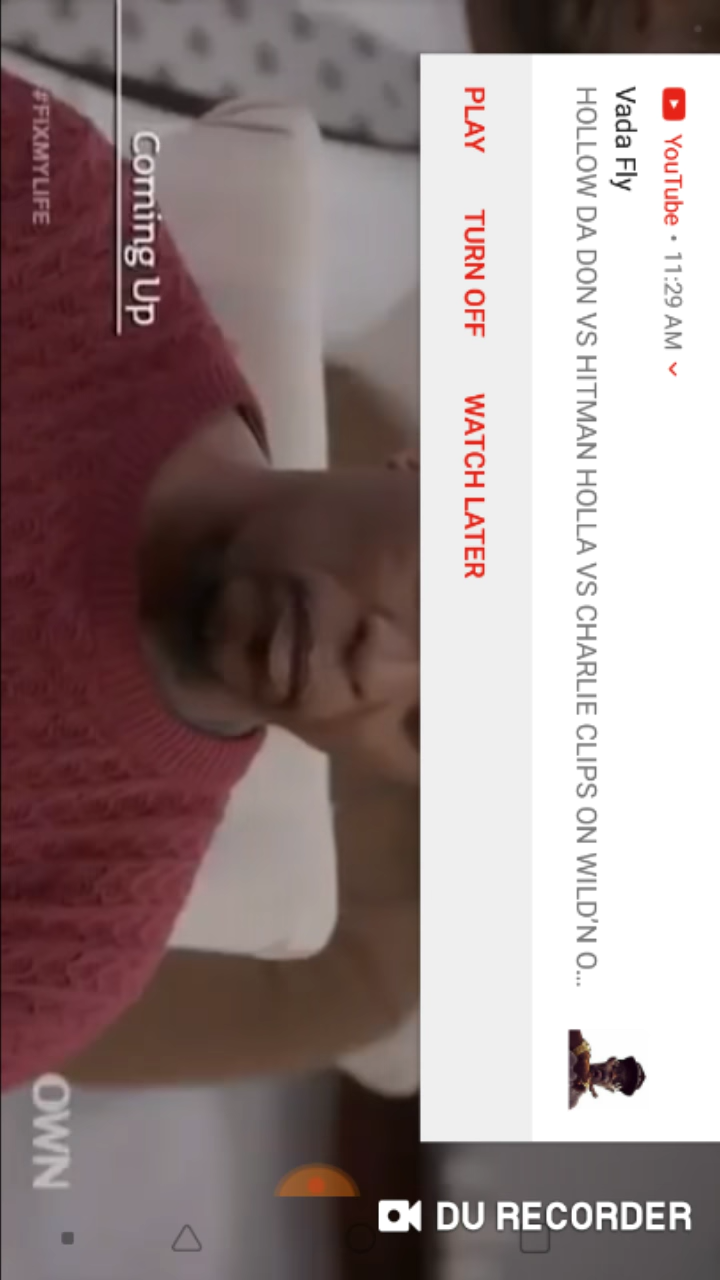 YouTube • 11:29 AM
Vada Fly
HOLLOW DA DON VS HITMAN HOLLA VS CHARLIE CLIPS ON WILD'N O...
PLAY TURN OFF WATCH LATER
Coming Up
#FIXMYLIFE
OWN
DU RECORDER